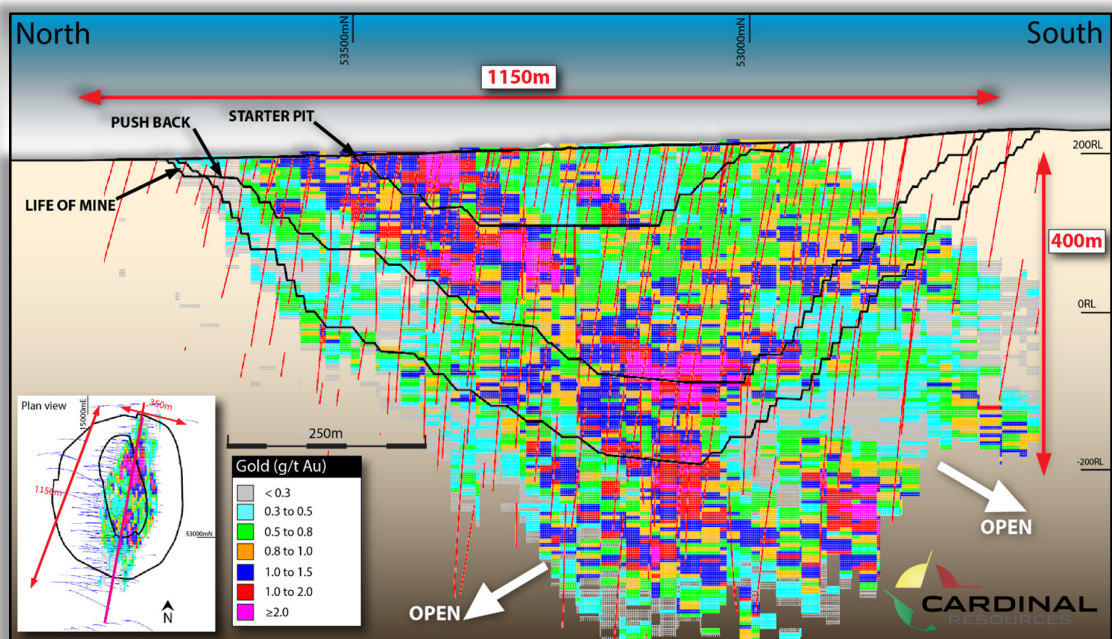 North
South
53500mN
53000mN
1150m
STARTER PIT
PUSH BACK
LIFE OF MINE
200RL
400m
0RL
-200RL
250m
Plan view
15000mE
350m
1150m
53000mN
N
Gold (g/t Au)
< 0.3
0.3 to 0.5
0.5 to 0.8
0.8 to 1.0
1.0 to 1.5
1.0 to 2.0
≥2.0
OPEN
OPEN
CARDINAL
RESOURCES